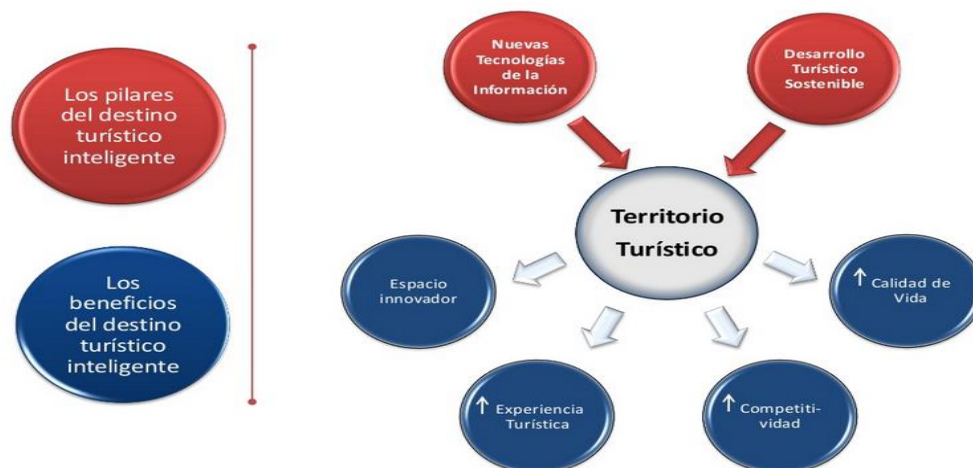 Los pilares
del destino
turístico
inteligente
Los
beneficios
del destino
turístico
inteligente
Nuevas
Tecnologías
de la
Información
Desarrollo
Turístico
Sostenible
Territorio
Turístico
Espacio
innovador
↑ Experiencia
Turística
↑ Competiti-
vidad
↑ Calidad de
Vida